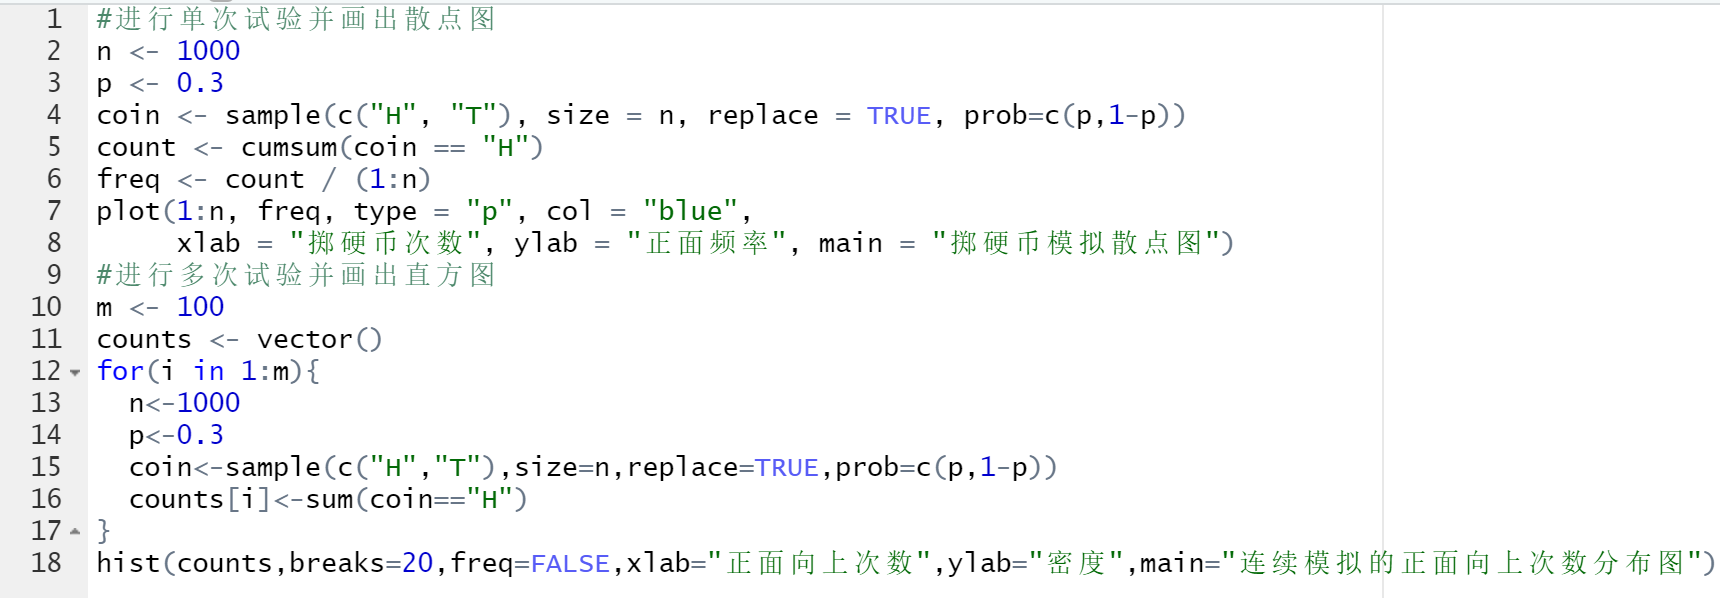 1 #进行单次试验并画出散点图
2 n <- 1000
3 p <- 0.3
4 coin <- sample(c("H", "T"), size = n, replace = TRUE, prob=c(p,1-p))
5 count <- cumsum(coin == "H")
6 freq <- count / (1:n)
7 plot(1:n, freq, type = "p", col = "blue",
8      xlab = "掷硬币次数", ylab = "正面频率", main = "掷硬币模拟散点图")
9 #进行多次试验并画出直方图
10 m <- 100
11 counts <- vector()
12 for(i in 1:m){
13   n<-1000
14   p<-0.3
15   coin<-sample(c("H","T"),size=n,replace=TRUE,prob=c(p,1-p))
16   counts[i]<-sum(coin=="H")
17 }
18 hist(counts,breaks=20,freq=FALSE,xlab="正面向上次数",ylab="密度",main="连续模拟的正面向上次数分布图")